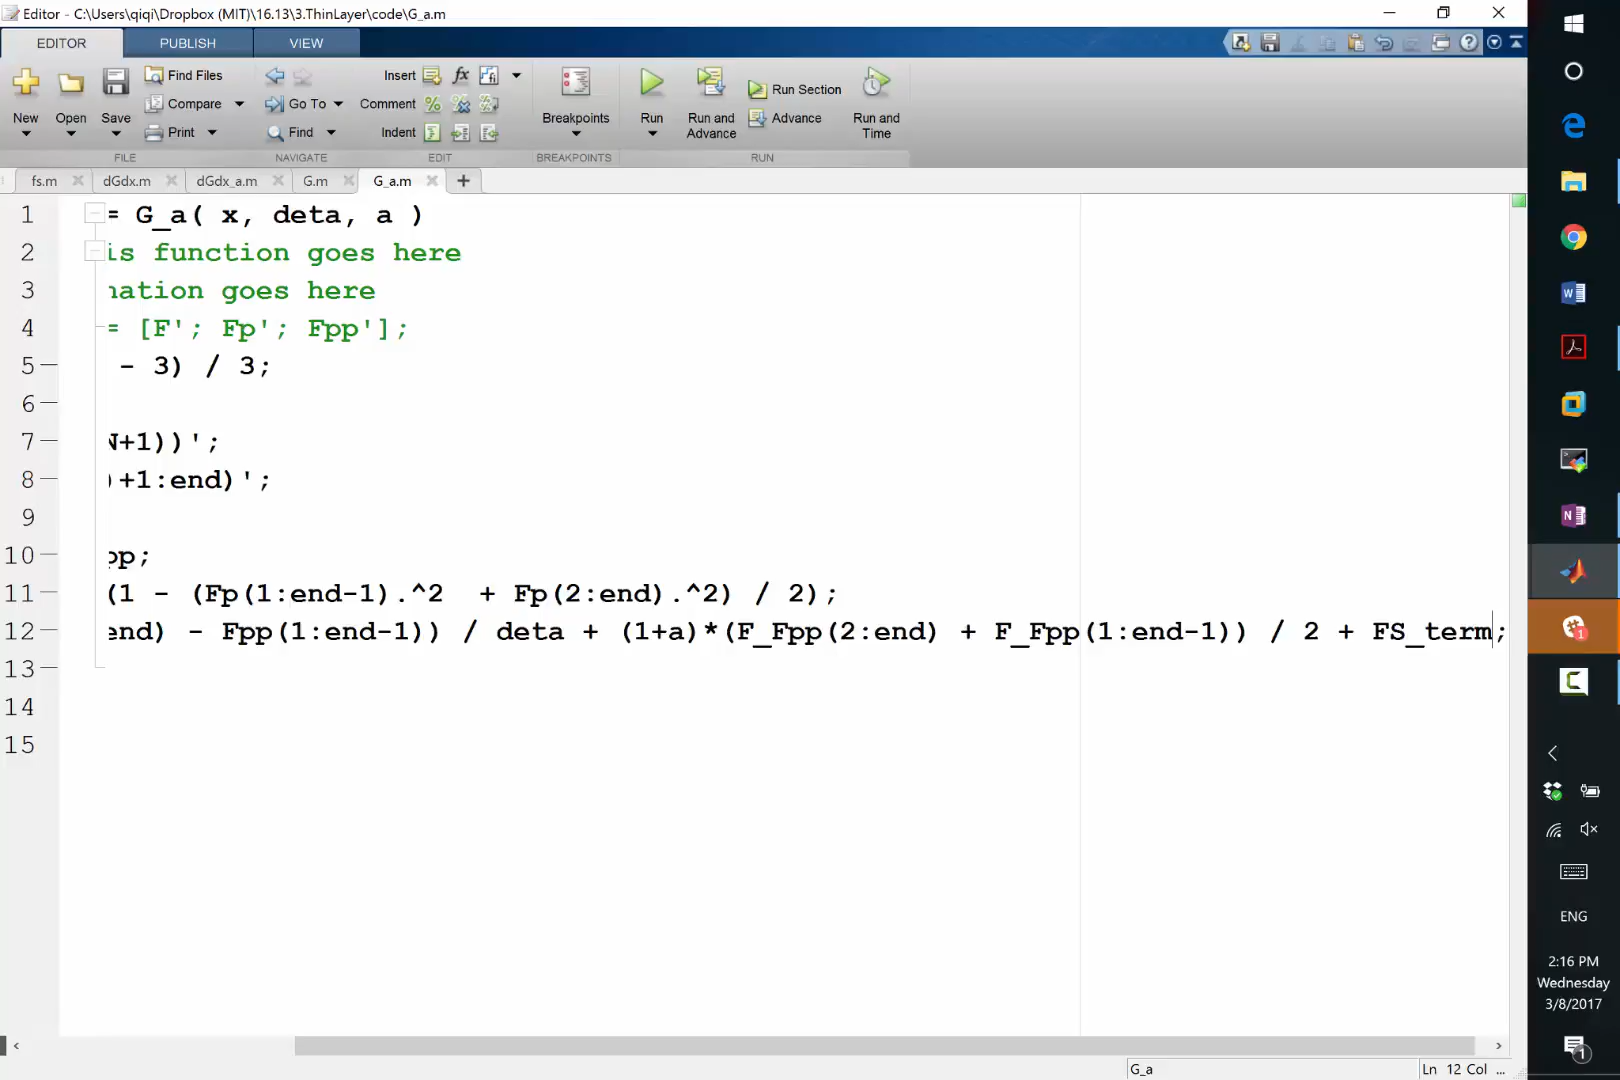 Editor - C:\Users\qiqi\Dropbox (MIT)\16.13\3.ThinLayer\code\G_a.m
EDITOR PUBLISH VIEW
New Open Save Find Files Compare Print
Go To Find
Insert fx
Comment
Indent
Breakpoints Run Run and Advance Run Section Advance Run and Time
FILE NAVIGATE EDIT BREAKPOINTS RUN
fs.m dGdx.m dGdx_a.m G.m G_a.m
1 = G_a( x, deta, a )
2 is function goes here
3 nation goes here
4 = [F'; Fp'; Fpp'];
5 - 3) / 3;
6
7 N+1))';
8 )+1:end)';
9
10 pp;
11 (1 - (Fp(1:end-1).^2  + Fp(2:end).^2) / 2);
12 end) - Fpp(1:end-1)) / deta + (1+a)*(F_Fpp(2:end) + F_Fpp(1:end-1)) / 2 + FS_term;
13
14
15
G_a Ln 12 Col ...
ENG
2:16 PM
Wednesday
3/8/2017
1